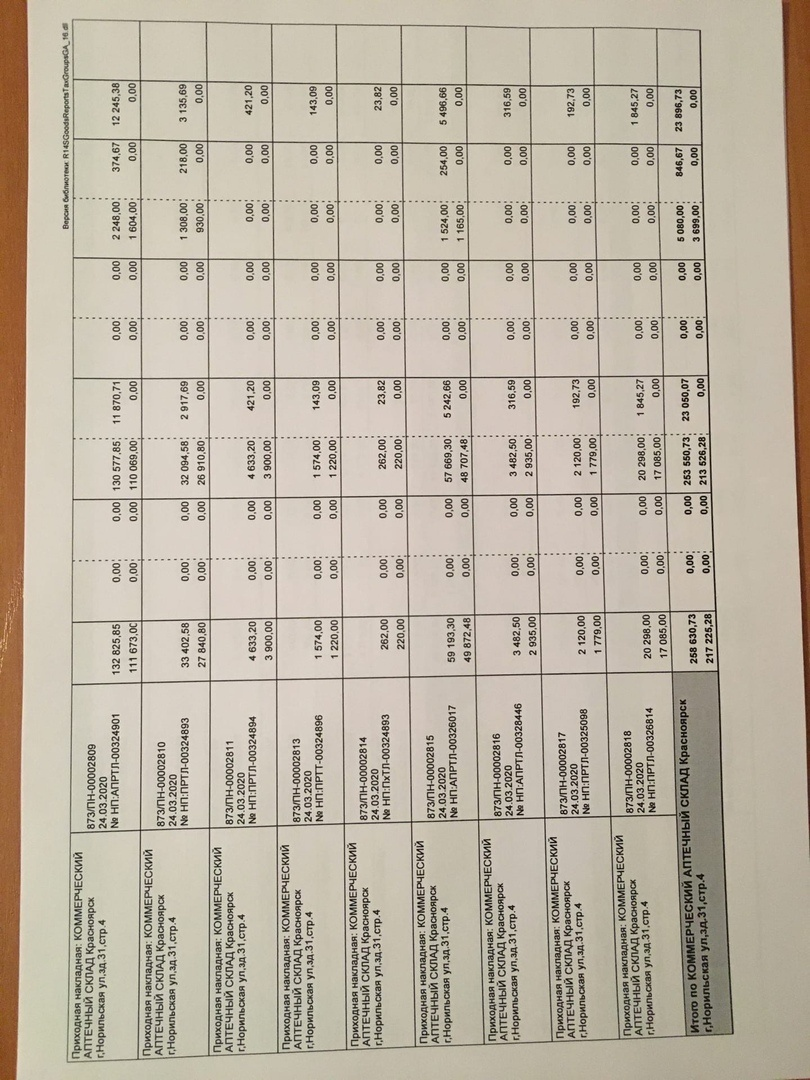 Версия библиотеки: R14SGoodsReportsTaxGroupsGA_16.dll
Приходная накладная: КОММЕРЧЕСКИЙ
АПТЕЧНЫЙ СКЛАД Красноярск
г,Норильская ул,зд.31,стр.4
873/ПН-00002809
24.03.2020
№ НП:АПРТЛ-00324901
132 825,85 0,00 0,00 130 577,85 11 870,71 0,00 0,00 2 248,00 374,67 12 245,38
111 673,00 0,00 0,00 110 069,00 0,00 0,00 0,00 1 604,00 0,00 0,00
Приходная накладная: КОММЕРЧЕСКИЙ
АПТЕЧНЫЙ СКЛАД Красноярск
г,Норильская ул,зд.31,стр.4
873/ПН-00002810
24.03.2020
№ НП:ПРТЛ-00324893
33 402,58 0,00 0,00 32 094,58 2 917,69 0,00 0,00 1 308,00 218,00 3 135,69
27 840,80 0,00 0,00 26 910,80 0,00 0,00 0,00 930,00 0,00 0,00
Приходная накладная: КОММЕРЧЕСКИЙ
АПТЕЧНЫЙ СКЛАД Красноярск
г,Норильская ул,зд.31,стр.4
873/ПН-00002811
24.03.2020
№ НП:ПРТЛ-00324894
4 633,20 0,00 0,00 4 633,20 421,20 0,00 0,00 0,00 0,00 421,20
3 900,00 0,00 0,00 3 900,00 0,00 0,00 0,00 0,00 0,00 0,00
Приходная накладная: КОММЕРЧЕСКИЙ
АПТЕЧНЫЙ СКЛАД Красноярск
г,Норильская ул,зд.31,стр.4
873/ПН-00002813
24.03.2020
№ НП:ПРТТ-00324896
1 574,00 0,00 0,00 1 574,00 143,09 0,00 0,00 0,00 0,00 143,09
1 220,00 0,00 0,00 1 220,00 0,00 0,00 0,00 0,00 0,00 0,00
Приходная накладная: КОММЕРЧЕСКИЙ
АПТЕЧНЫЙ СКЛАД Красноярск
г,Норильская ул,зд.31,стр.4
873/ПН-00002814
24.03.2020
№ НП:ПкТЛ-00324893
262,00 0,00 0,00 262,00 23,82 0,00 0,00 0,00 0,00 23,82
220,00 0,00 0,00 220,00 0,00 0,00 0,00 0,00 0,00 0,00
Приходная накладная: КОММЕРЧЕСКИЙ
АПТЕЧНЫЙ СКЛАД Красноярск
г,Норильская ул,зд.31,стр.4
873/ПН-00002815
24.03.2020
№ НП:АПРТЛ-00326017
59 193,30 0,00 0,00 57 669,30 5 242,66 0,00 0,00 1 524,00 254,00 5 496,66
49 872,48 0,00 0,00 48 707,48 0,00 0,00 0,00 1 165,00 0,00 0,00
Приходная накладная: КОММЕРЧЕСКИЙ
АПТЕЧНЫЙ СКЛАД Красноярск
г,Норильская ул,зд.31,стр.4
873/ПН-00002816
24.03.2020
№ НП:АПРТЛ-00328446
3 482,50 0,00 0,00 3 482,50 316,59 0,00 0,00 0,00 0,00 316,59
2 935,00 0,00 0,00 2 935,00 0,00 0,00 0,00 0,00 0,00 0,00
Приходная накладная: КОММЕРЧЕСКИЙ
АПТЕЧНЫЙ СКЛАД Красноярск
г,Норильская ул,зд.31,стр.4
873/ПН-00002817
24.03.2020
№ НП:ПРТЛ-00325098
2 120,00 0,00 0,00 2 120,00 192,73 0,00 0,00 0,00 0,00 192,73
1 779,00 0,00 0,00 1 779,00 0,00 0,00 0,00 0,00 0,00 0,00
Приходная накладная: КОММЕРЧЕСКИЙ
АПТЕЧНЫЙ СКЛАД Красноярск
г,Норильская ул,зд.31,стр.4
873/ПН-00002818
24.03.2020
№ НП:ПРТЛ-00326814
20 298,00 0,00 0,00 20 298,00 1 845,27 0,00 0,00 0,00 0,00 1 845,27
17 085,00 0,00 0,00 17 085,00 0,00 0,00 0,00 0,00 0,00 0,00
Итого по КОММЕРЧЕСКИЙ АПТЕЧНЫЙ СКЛАД Красноярск
г,Норильская ул,зд.31,стр.4
258 630,73 0,00 0,00 253 550,73 23 050,07 0,00 0,00 5 080,00 846,67 23 896,73
217 225,28 0,00 0,00 213 526,28 0,00 0,00 0,00 3 699,00 0,00 0,00